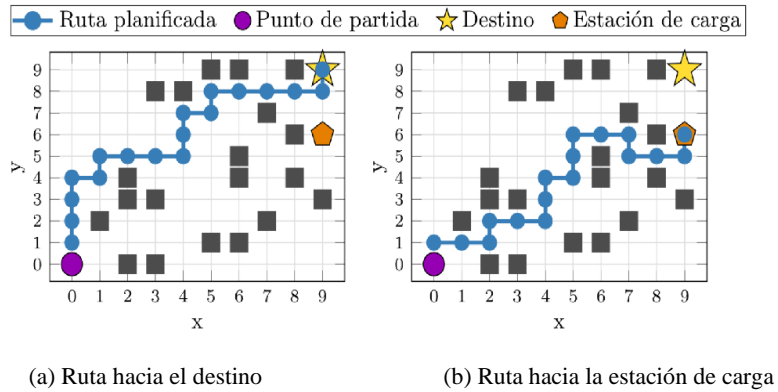 Ruta planificada Punto de partida Destino Estación de carga
9
8
7
6
5
4
3
2
1
0
y
0 1 2 3 4 5 6 7 8 9
x
9
8
7
6
5
4
3
2
1
0
y
0 1 2 3 4 5 6 7 8 9
x
(a) Ruta hacia el destino
(b) Ruta hacia la estación de carga